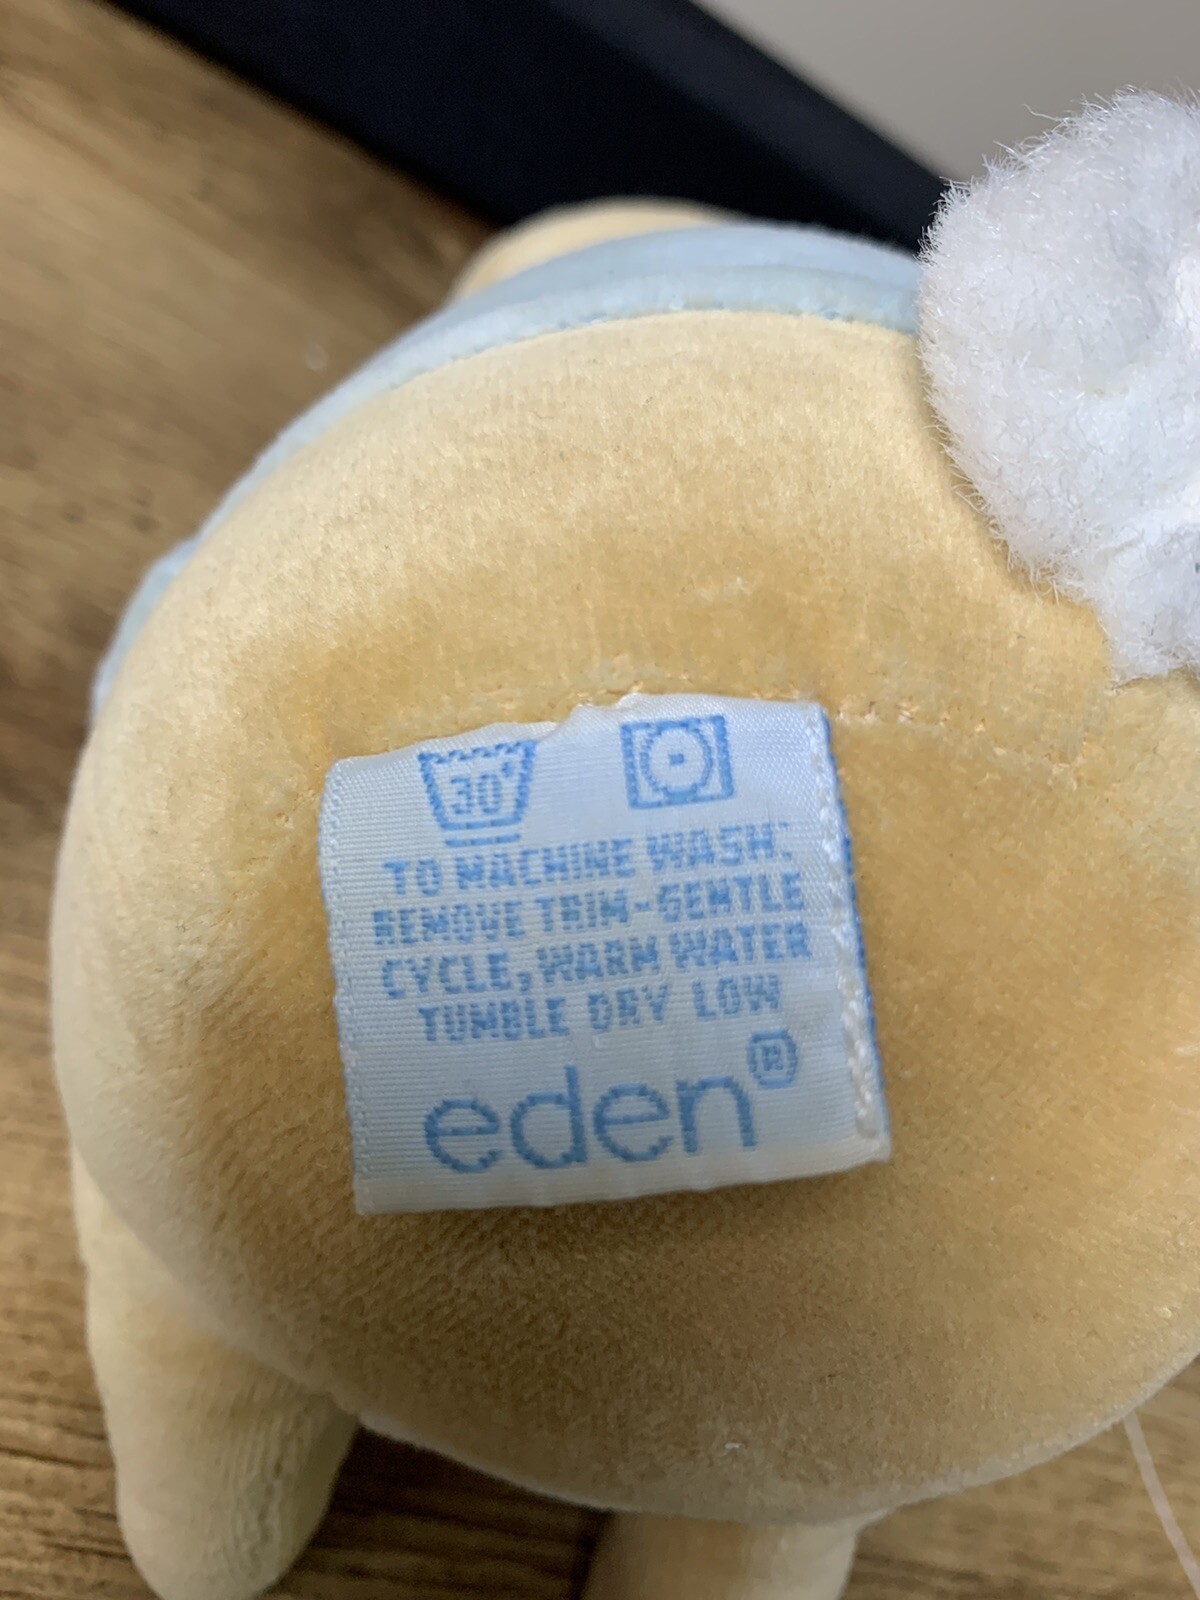 30°
TO MACHINE WASH:
REMOVE TRIM-GENTLE
CYCLE, WARM WATER
TUMBLE DRY LOW
eden®